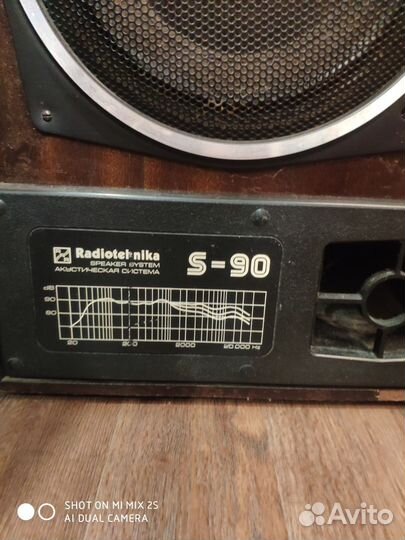 Radiotehnika
SPEAKER SYSTEM
АКУСТИЧЕСКАЯ СИСТЕМА
S-90
dB
90
80
20 200 2000 20 000 Hz
SHOT ON MI MIX 2S
AI DUAL CAMERA
Avito